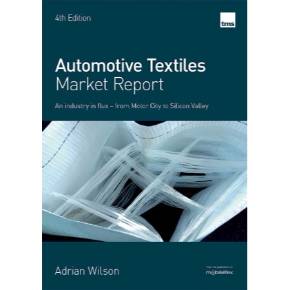 4th Edition
tms
Automotive Textiles
Market Report
An industry in flux – from Motor City to Silicon Valley
Adrian Wilson